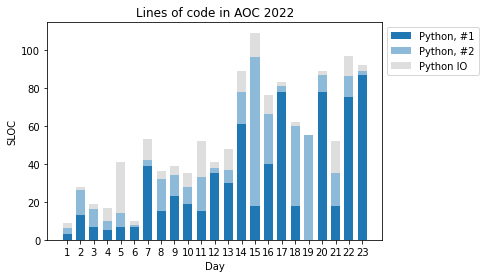 Lines of code in AOC 2022
SLOC
100
80
60
40
20
0
1 2 3 4 5 6 7 8 9 10 11 12 13 14 15 16 17 18 19 20 21 22 23
Day
Python, #1
Python, #2
Python IO